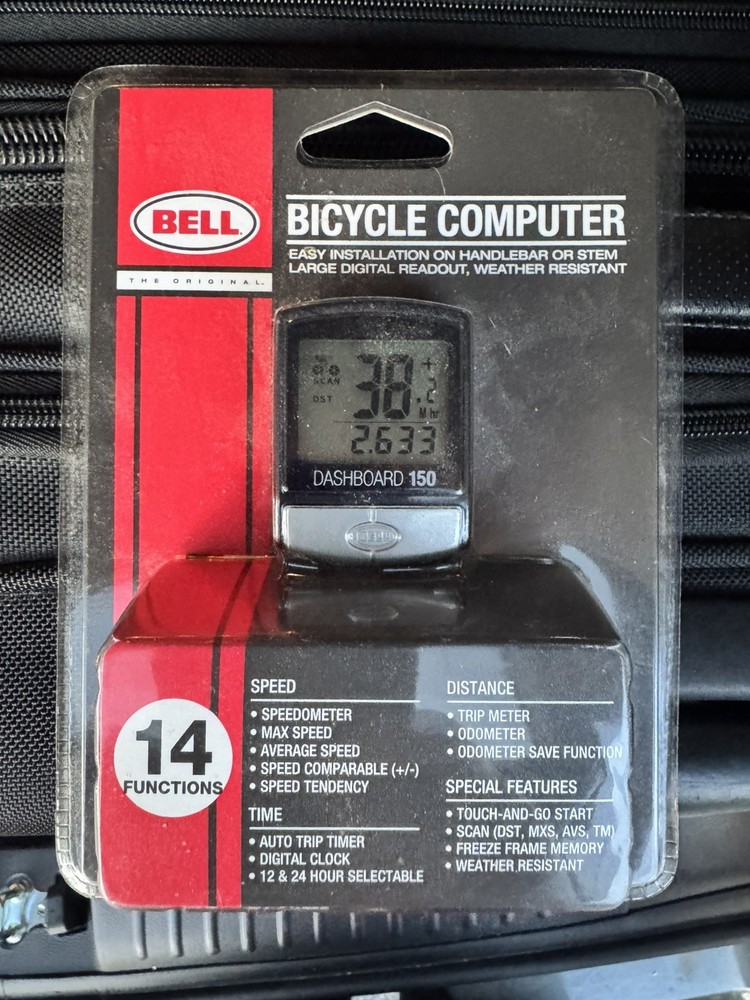 BELL
THE ORIGINAL.
BICYCLE COMPUTER
EASY INSTALLATION ON HANDLEBAR OR STEM
LARGE DIGITAL READOUT, WEATHER RESISTANT
38.2
+
SCAN
DST
M/hr
2.633
DASHBOARD 150
14
FUNCTIONS
SPEED
• SPEEDOMETER
• MAX SPEED
• AVERAGE SPEED
• SPEED COMPARABLE (+/-)
• SPEED TENDENCY
TIME
• AUTO TRIP TIMER
• DIGITAL CLOCK
• 12 & 24 HOUR SELECTABLE
DISTANCE
• TRIP METER
• ODOMETER
• ODOMETER SAVE FUNCTION
SPECIAL FEATURES
• TOUCH-AND-GO START
• SCAN (DST, MXS, AVS, TM)
• FREEZE FRAME MEMORY
• WEATHER RESISTANT